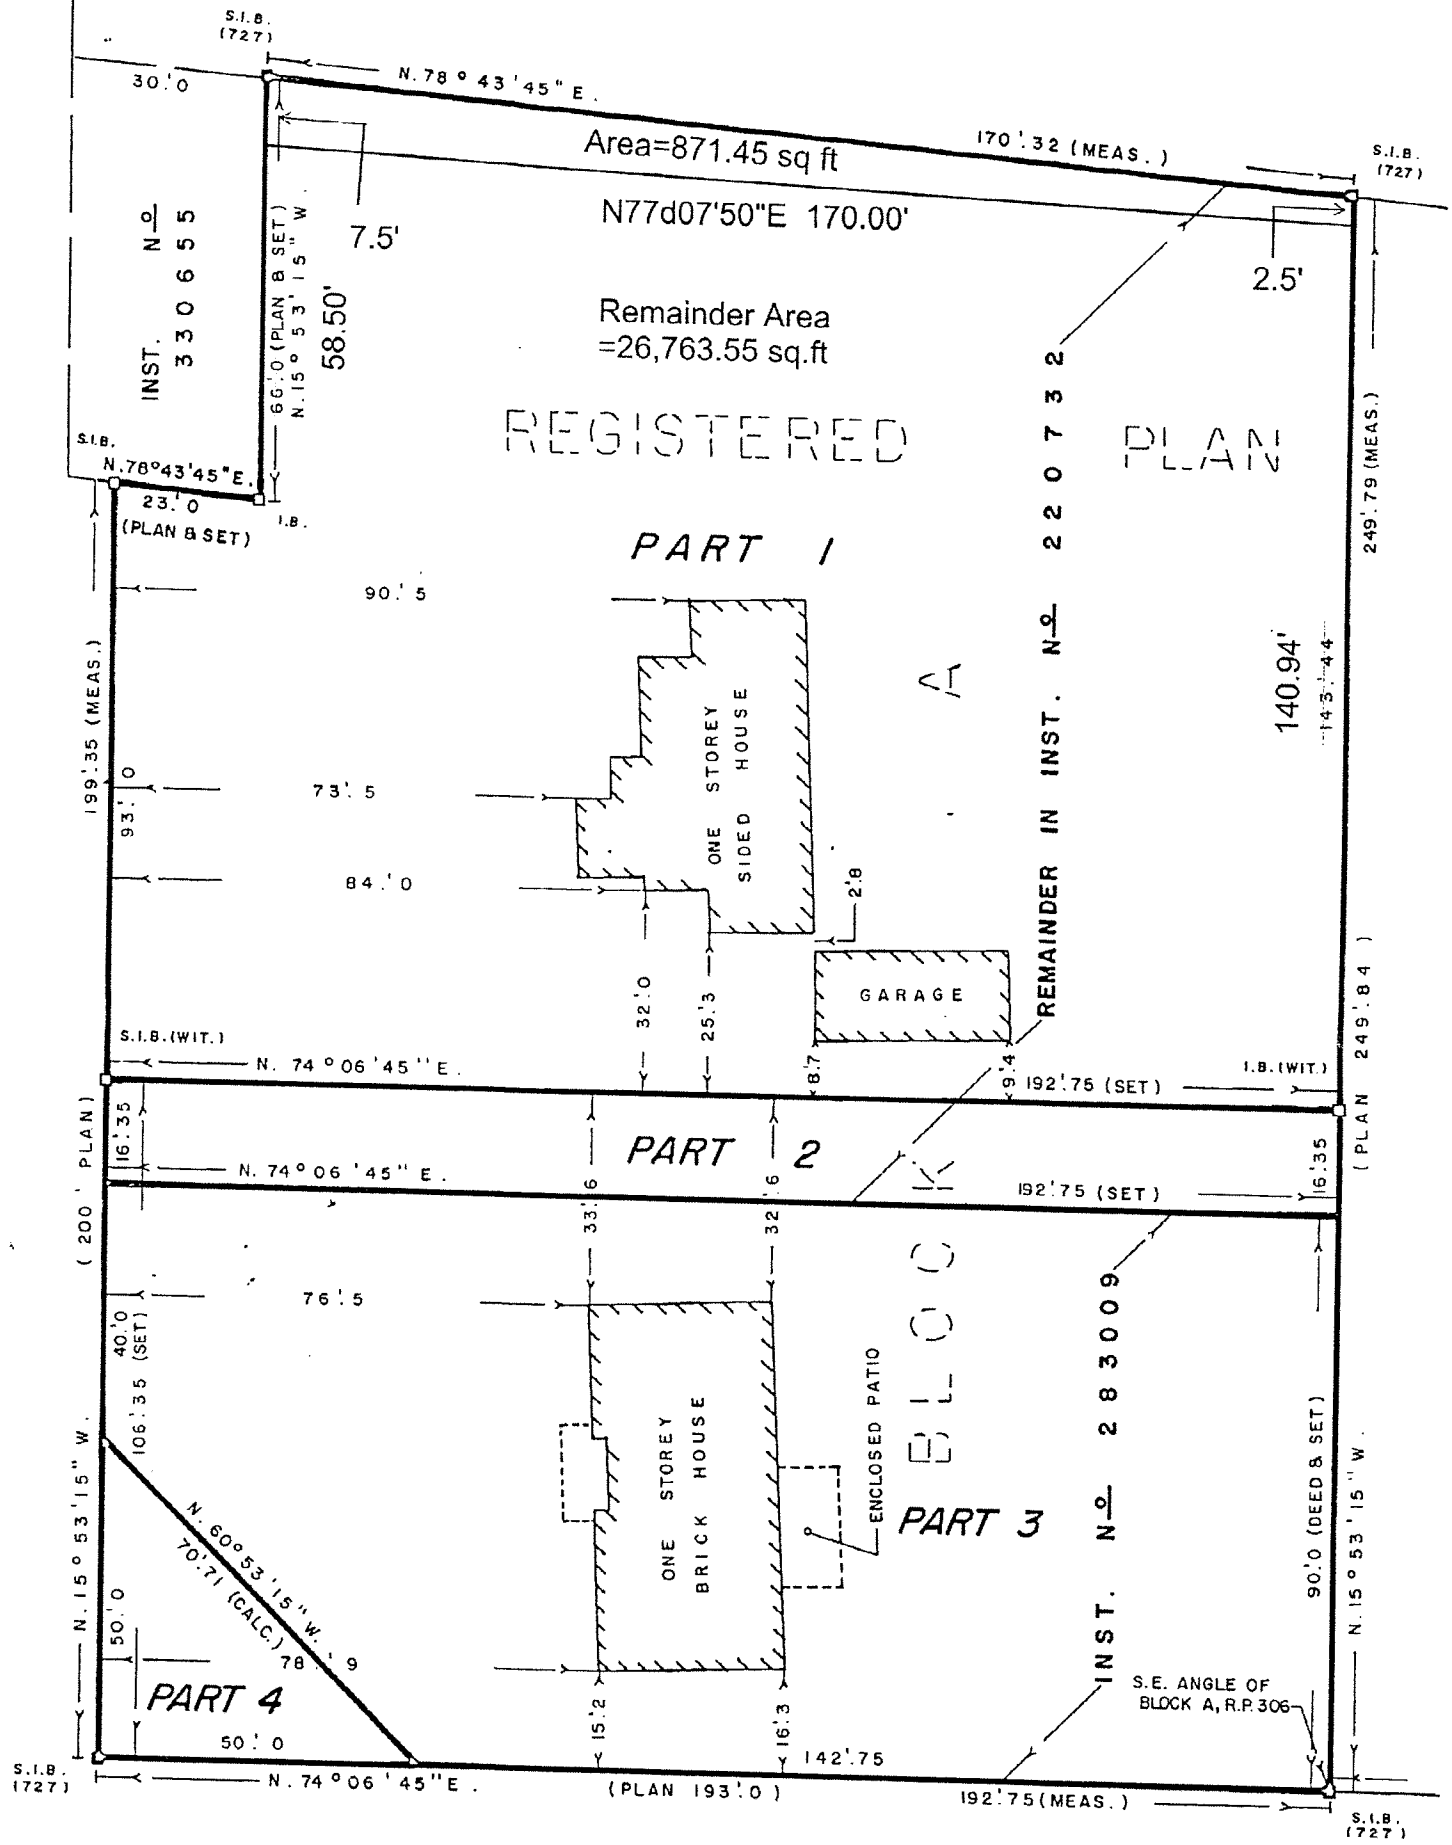 S.I.B.
(727)
30.'0
N. 78° 43' 45" E.
170'.32 (MEAS.)
S.I.B.
(727)
Area=871.45 sq ft
N77d07'50"E 170.00'
7.5'
2.5'
INST. No
330655
66.'0 (PLAN & SET)
N. 15° 53' 15" W.
58.50'
Remainder Area
=26,763.55 sq.ft
REGISTERED PLAN
249'.79 (MEAS.)
S.I.B.
N. 78° 43' 45" E.
23.'0
(PLAN & SET)
I.B.
PART 1
90.'5
199'.35 (MEAS.)
93.'0
73'.5
84.'0
ONE STOREY
SIDED HOUSE
2'.8
GARAGE
32'.0
25.'3
8'.7
9'.4
A
REMAINDER IN INST. No 220732
140.94'
143'.44
(PLAN 249'.84)
S.I.B. (WIT.)
N. 74° 06' 45" E.
192'.75 (SET)
I.B. (WIT.)
(200' PLAN)
16'.35
PART 2
16'.35
N. 74° 06' 45" E.
192'.75 (SET)
33'.6
32'.6
BLOCK
76'.5
40'.0
106'.35 (SET)
ONE STOREY
BRICK HOUSE
ENCLOSED PATIO
PART 3
INST. No 283009
90'.0 (DEED & SET)
N. 15° 53' 15" W.
N. 15° 53' 15" W.
N. 60° 53' 15" W.
70'.71 (CALC.)
50'.0
78'.9
PART 4
50'.0
15'.2
16'.3
S.E. ANGLE OF
BLOCK A, R.P. 306
142'.75
S.I.B.
(727)
N. 74° 06' 45" E.
(PLAN 193'.0)
192'.75 (MEAS.)
S.I.B.
(727)